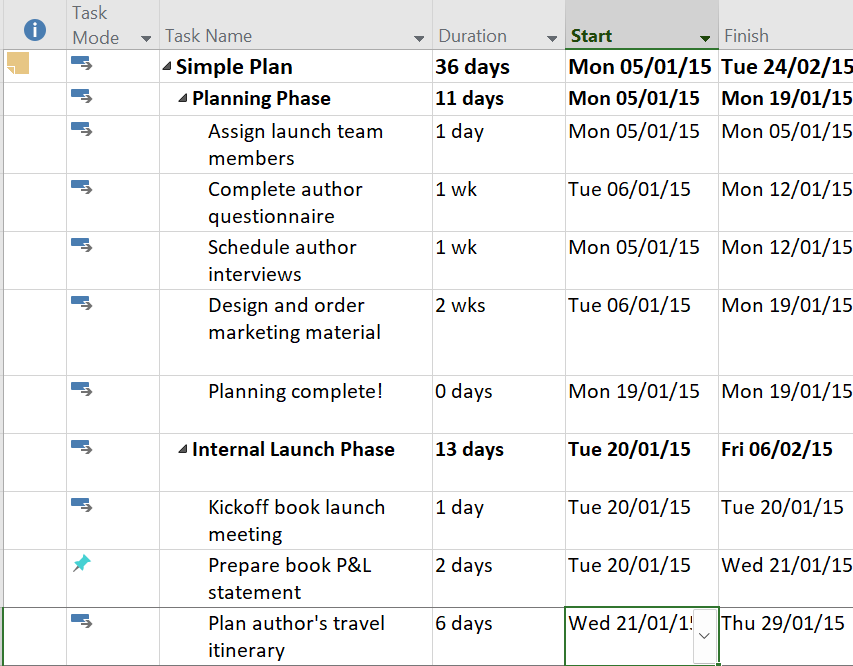 Task Mode Task Name Duration Start Finish
Simple Plan 36 days Mon 05/01/15 Tue 24/02/15
Planning Phase 11 days Mon 05/01/15 Mon 19/01/15
Assign launch team 1 day Mon 05/01/15 Mon 05/01/15
members
Complete author 1 wk Tue 06/01/15 Mon 12/01/15
questionnaire
Schedule author 1 wk Mon 05/01/15 Mon 12/01/15
interviews
Design and order 2 wks Tue 06/01/15 Mon 19/01/15
marketing material
Planning complete! 0 days Mon 19/01/15 Mon 19/01/15
Internal Launch Phase 13 days Tue 20/01/15 Fri 06/02/15
Kickoff book launch 1 day Tue 20/01/15 Tue 20/01/15
meeting
Prepare book P&L 2 days Tue 20/01/15 Wed 21/01/15
statement
Plan author's travel 6 days Wed 21/01/15 Thu 29/01/15
itinerary